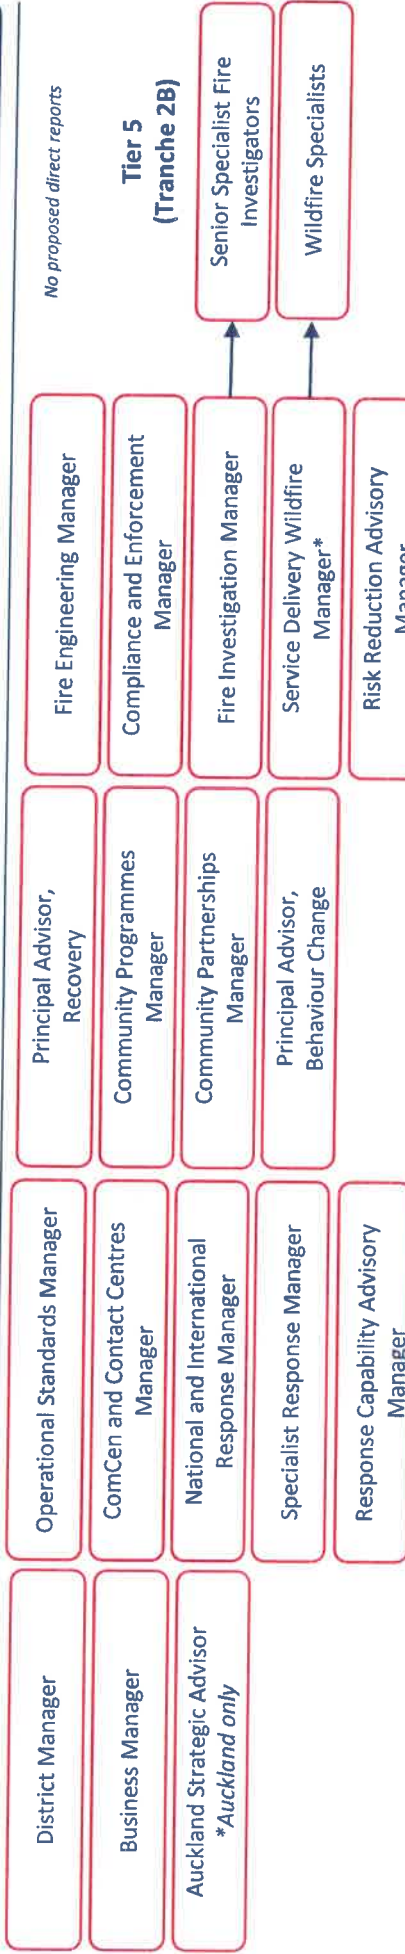 District Manager
Business Manager
Auckland Strategic Advisor
*Auckland only
Operational Standards Manager
ComCen and Contact Centres
Manager
National and International
Response Manager
Specialist Response Manager
Response Capability Advisory
Manager
Principal Advisor,
Recovery
Community Programmes
Manager
Community Partnerships
Manager
Principal Advisor,
Behaviour Change
Fire Engineering Manager
Compliance and Enforcement
Manager
Fire Investigation Manager
Service Delivery Wildfire
Manager*
Risk Reduction Advisory
Manager
No proposed direct reports
Tier 5
(Tranche 2B)
Senior Specialist Fire
Investigators
Wildfire Specialists